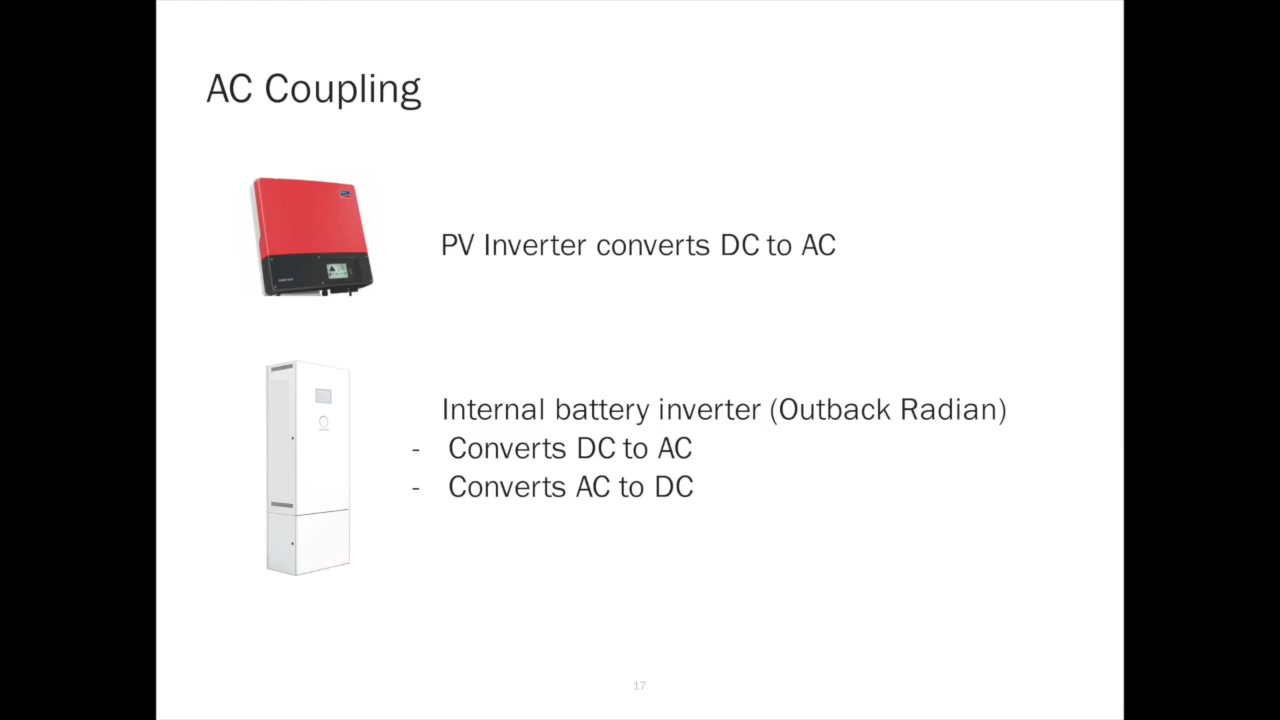 AC Coupling
PV Inverter converts DC to AC
Internal battery inverter (Outback Radian)
- Converts DC to AC
- Converts AC to DC
17